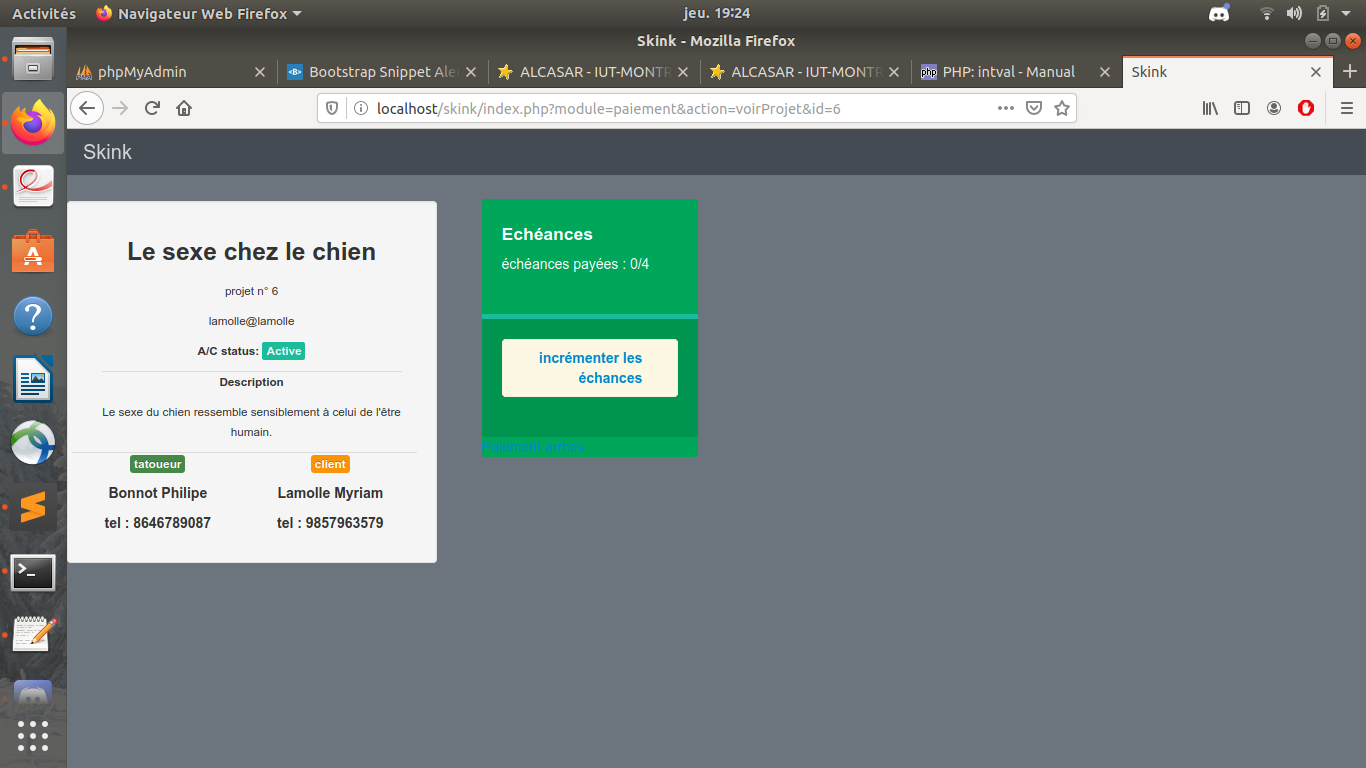 Activités Navigateur Web Firefox jeu. 19:24
Skink - Mozilla Firefox
phpMyAdmin Bootstrap Snippet Ale ALCASAR - IUT-MONTR ALCASAR - IUT-MONTR PHP: intval - Manual Skink
localhost/skink/index.php?module=paiement&action=voirProjet&id=6
Skink
Le sexe chez le chien
projet n° 6
lamolle@lamolle
A/C status: Active
Description
Le sexe du chien ressemble sensiblement à celui de l'être
humain.
tatoueur client
Bonnot Philipe Lamolle Myriam
tel : 8646789087 tel : 9857963579
Echéances
échéances payées : 0/4
incrémenter les
échances